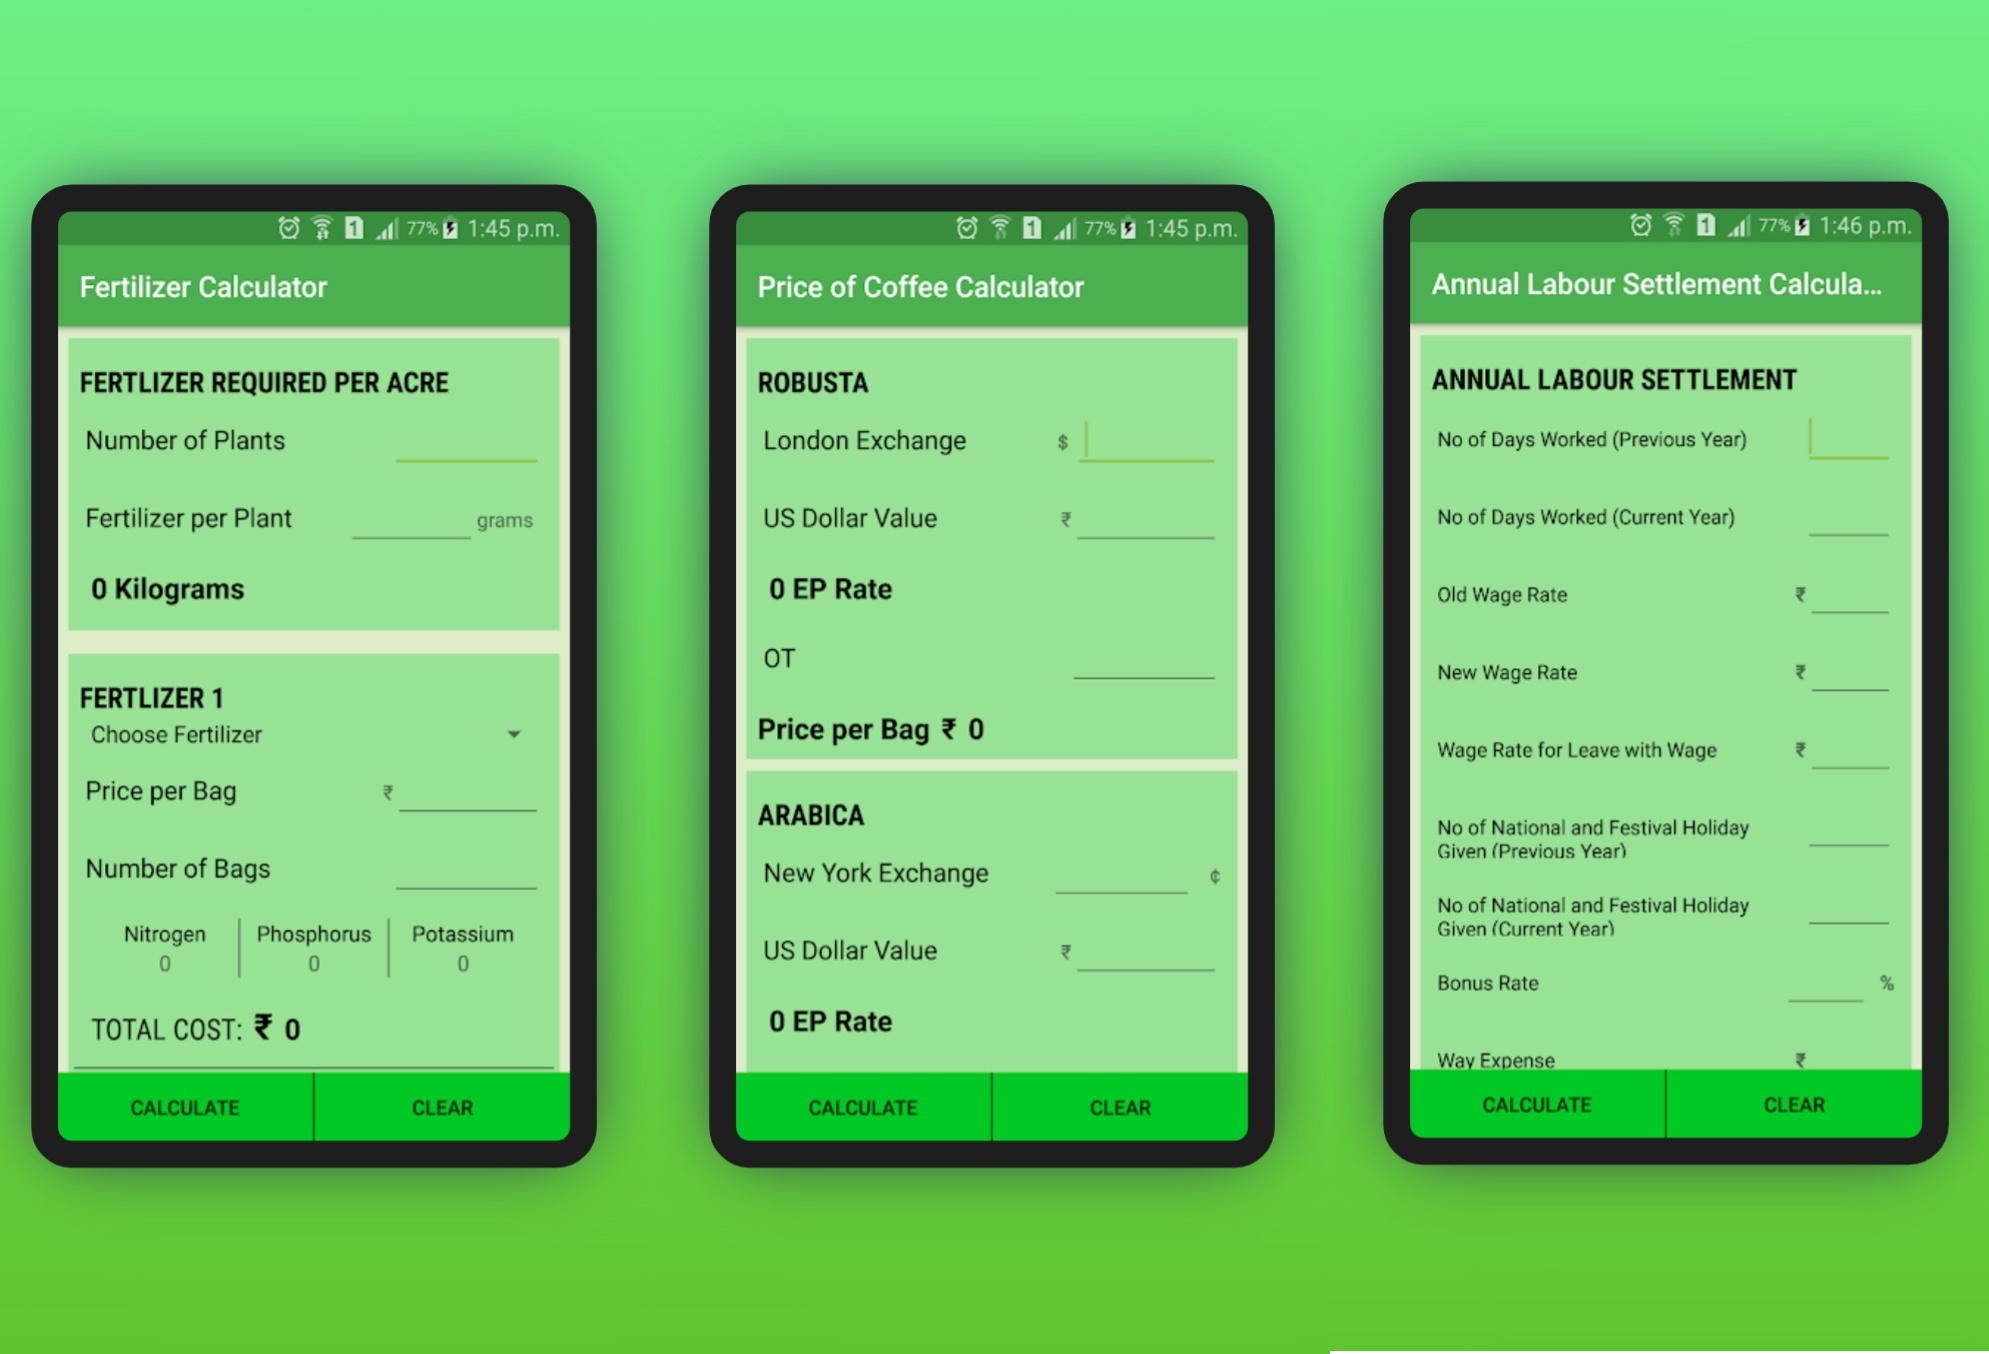 1 77% 1:45 p.m.
Fertilizer Calculator
FERTLIZER REQUIRED PER ACRE
Number of Plants
Fertilizer per Plant grams
0 Kilograms
FERTLIZER 1
Choose Fertilizer
Price per Bag ₹
Number of Bags
Nitrogen Phosphorus Potassium
0 0 0
TOTAL COST: ₹ 0
CALCULATE CLEAR
1 77% 1:45 p.m.
Price of Coffee Calculator
ROBUSTA
London Exchange $
US Dollar Value ₹
0 EP Rate
OT
Price per Bag ₹ 0
ARABICA
New York Exchange ¢
US Dollar Value ₹
0 EP Rate
CALCULATE CLEAR
1 77% 1:46 p.m.
Annual Labour Settlement Calcula...
ANNUAL LABOUR SETTLEMENT
No of Days Worked (Previous Year)
No of Days Worked (Current Year)
Old Wage Rate ₹
New Wage Rate ₹
Wage Rate for Leave with Wage ₹
No of National and Festival Holiday
Given (Previous Year)
No of National and Festival Holiday
Given (Current Year)
Bonus Rate %
Way Expense ₹
CALCULATE CLEAR